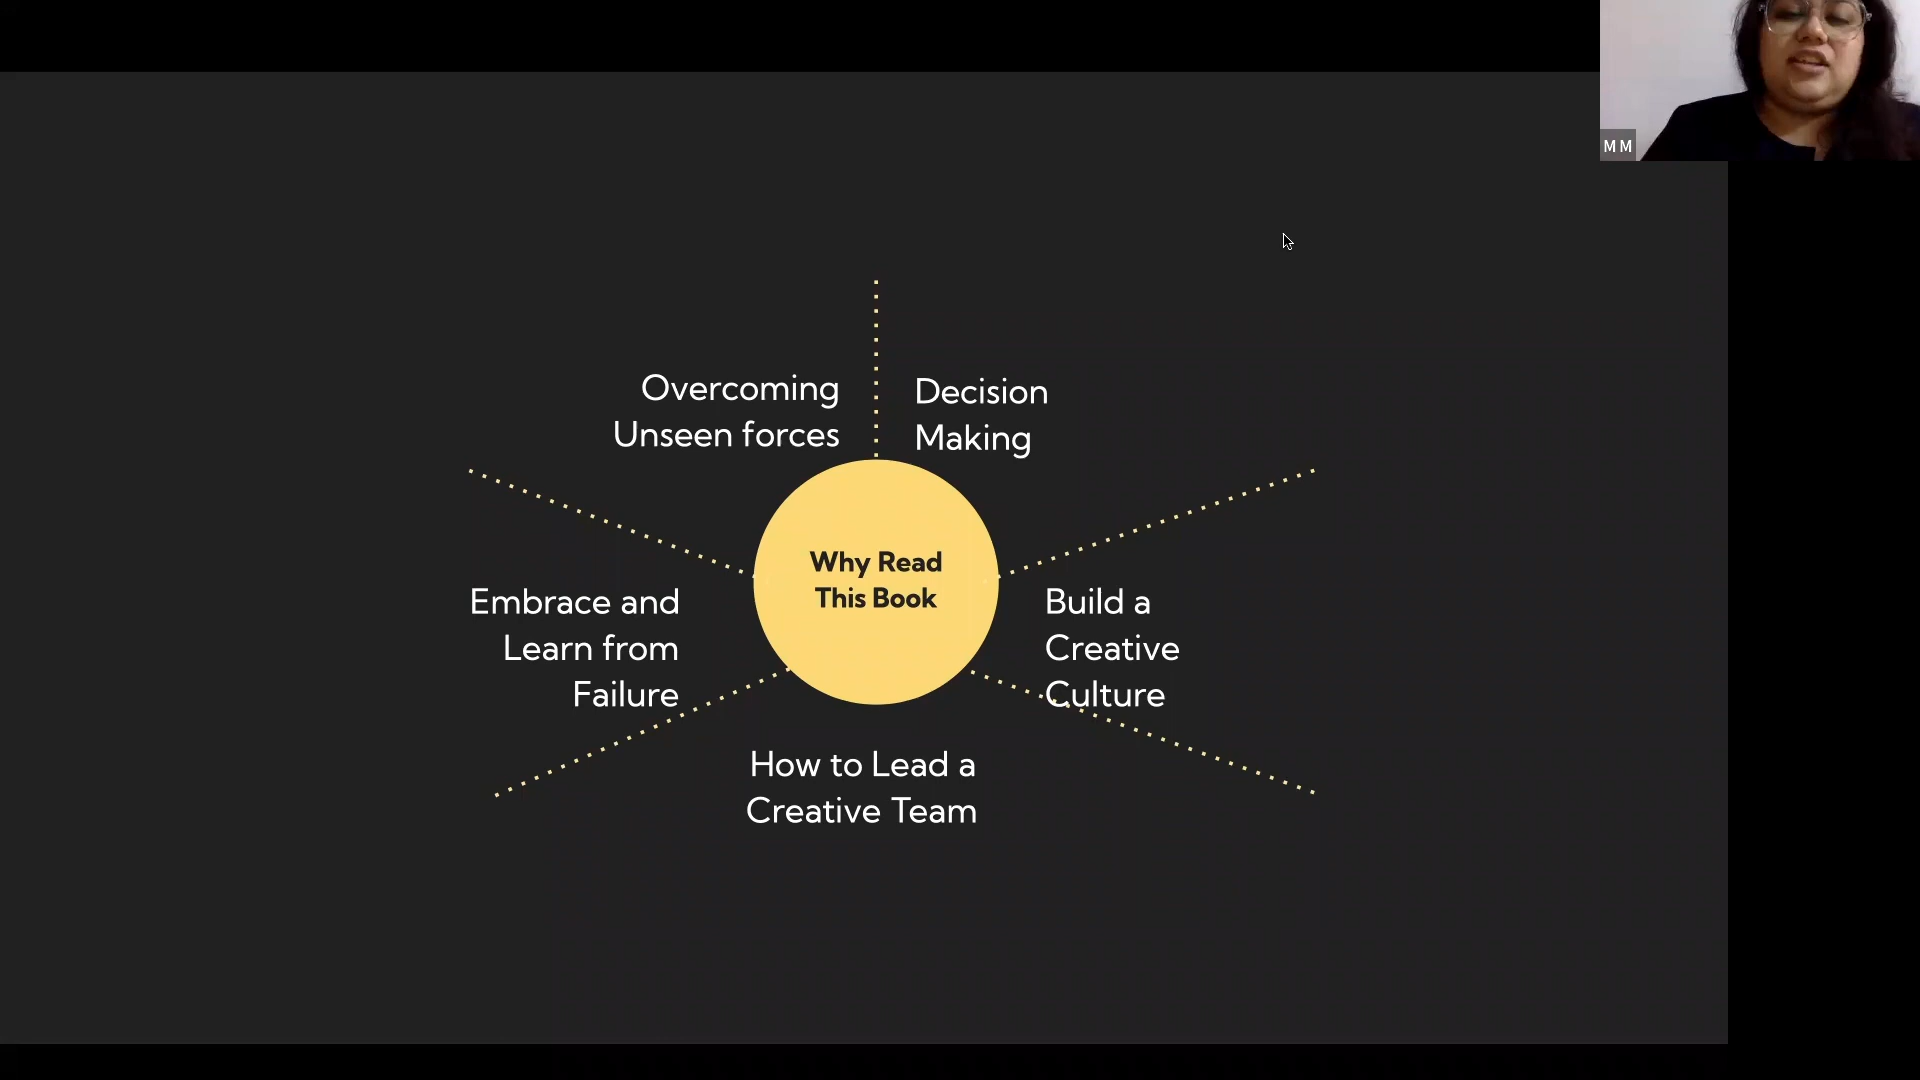 M M
Overcoming
Unseen forces
Decision
Making
Why Read
This Book
Embrace and
Learn from
Failure
Build a
Creative
Culture
How to Lead a
Creative Team